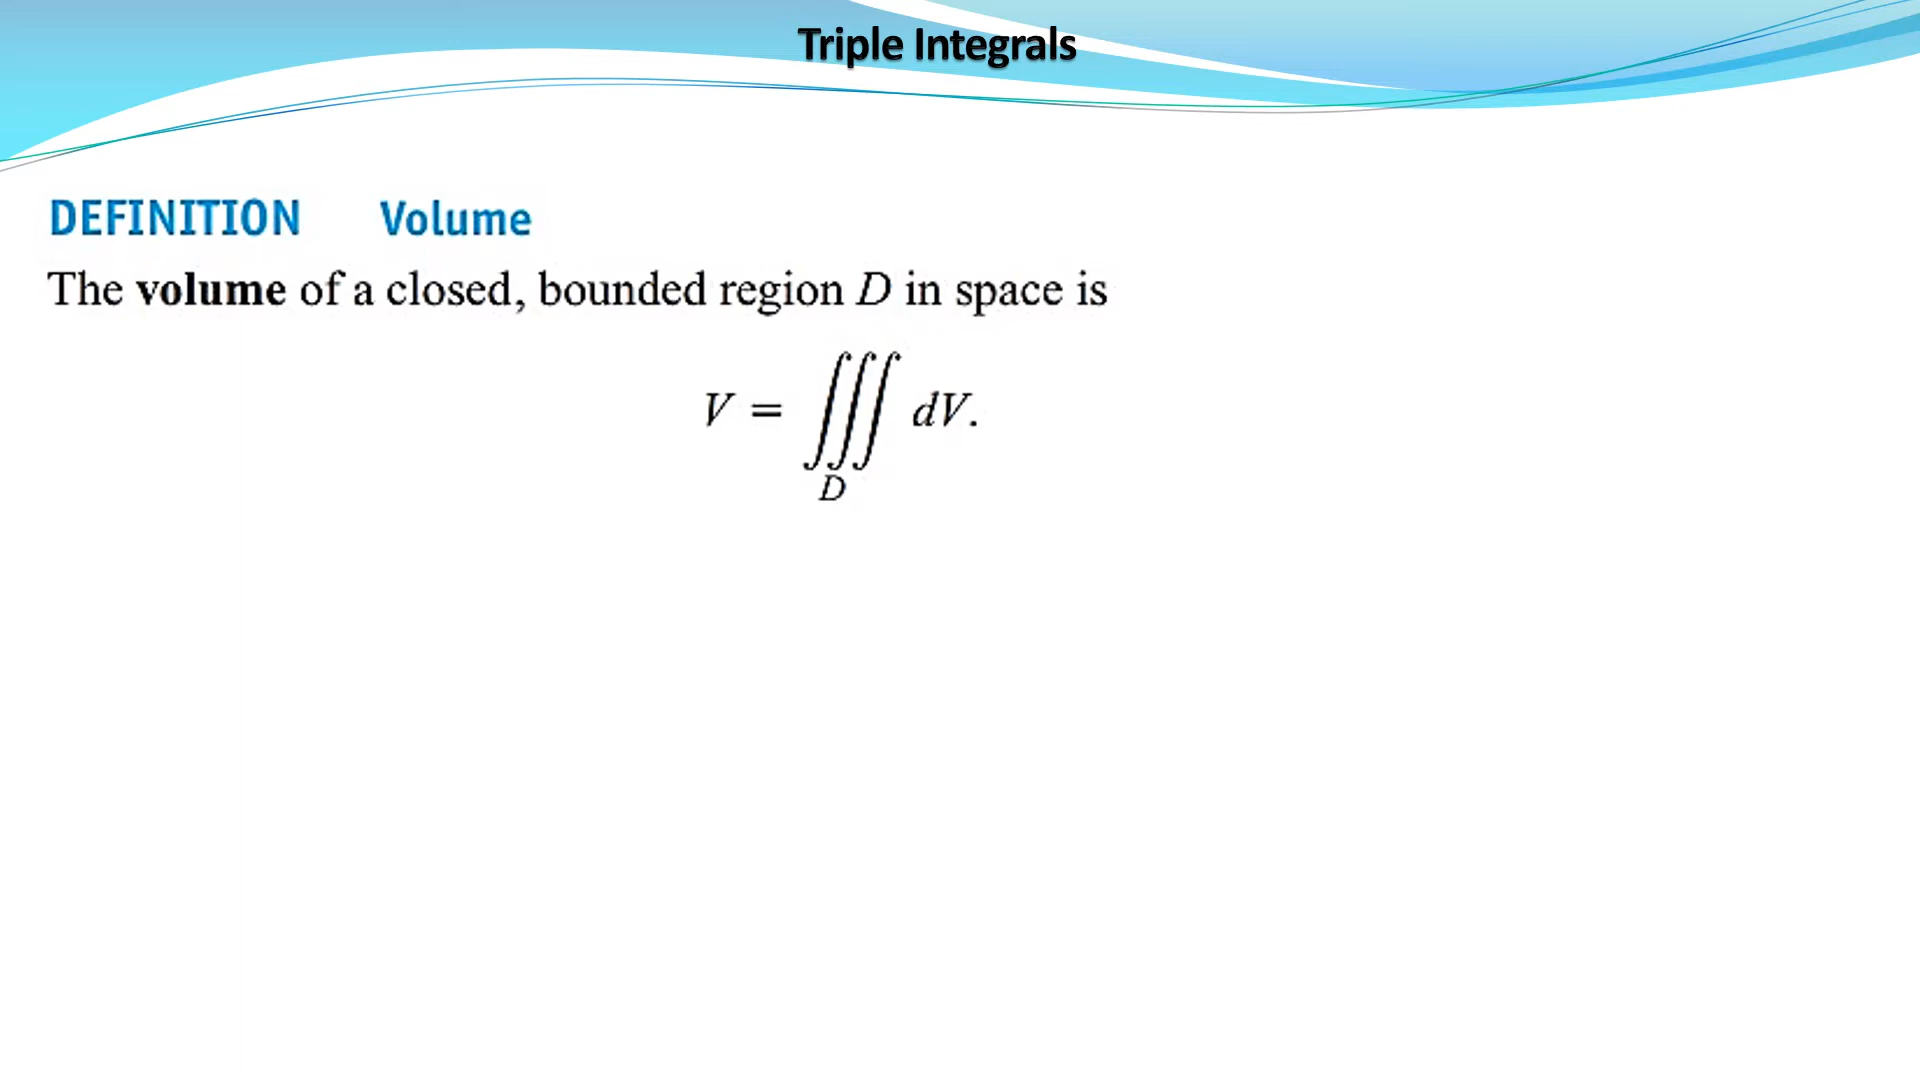 Triple Integrals
DEFINITION Volume
The volume of a closed, bounded region D in space is
V = ∭ dV.
D